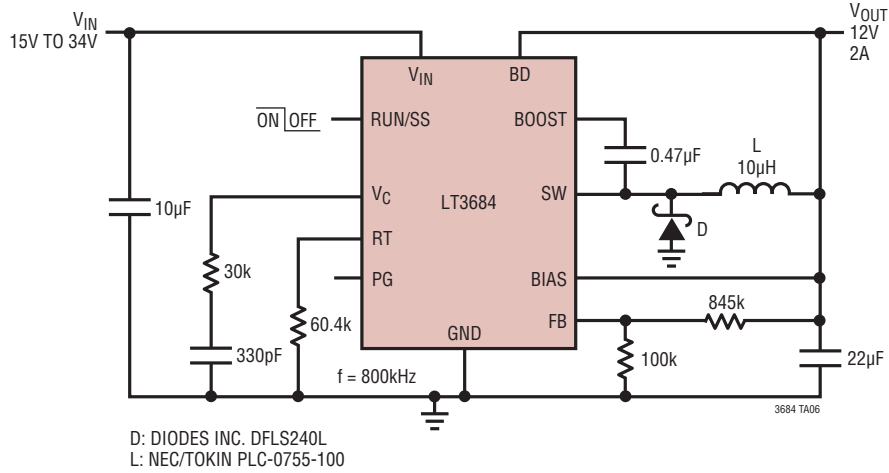 VIN
15V TO 34V
VOUT
12V
2A
VIN
BD
ON OFF
RUN/SS
BOOST
0.47µF
L
10µH
10µF
VC
LT3684
SW
D
30k
RT
PG
BIAS
60.4k
845k
FB
GND
330pF
f = 800kHz
100k
22µF
3684 TA06
D: DIODES INC. DFLS240L
L: NEC/TOKIN PLC-0755-100